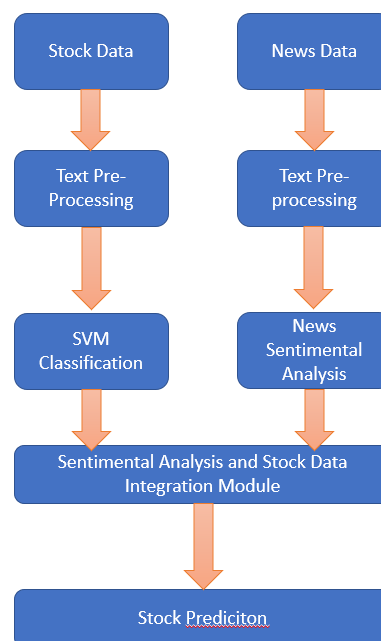 Stock Data
News Data
Text Pre-
Processing
Text Pre-
processing
SVM
Classification
News
Sentimental
Analysis
Sentimental Analysis and Stock Data
Integration Module
Stock Prediciton